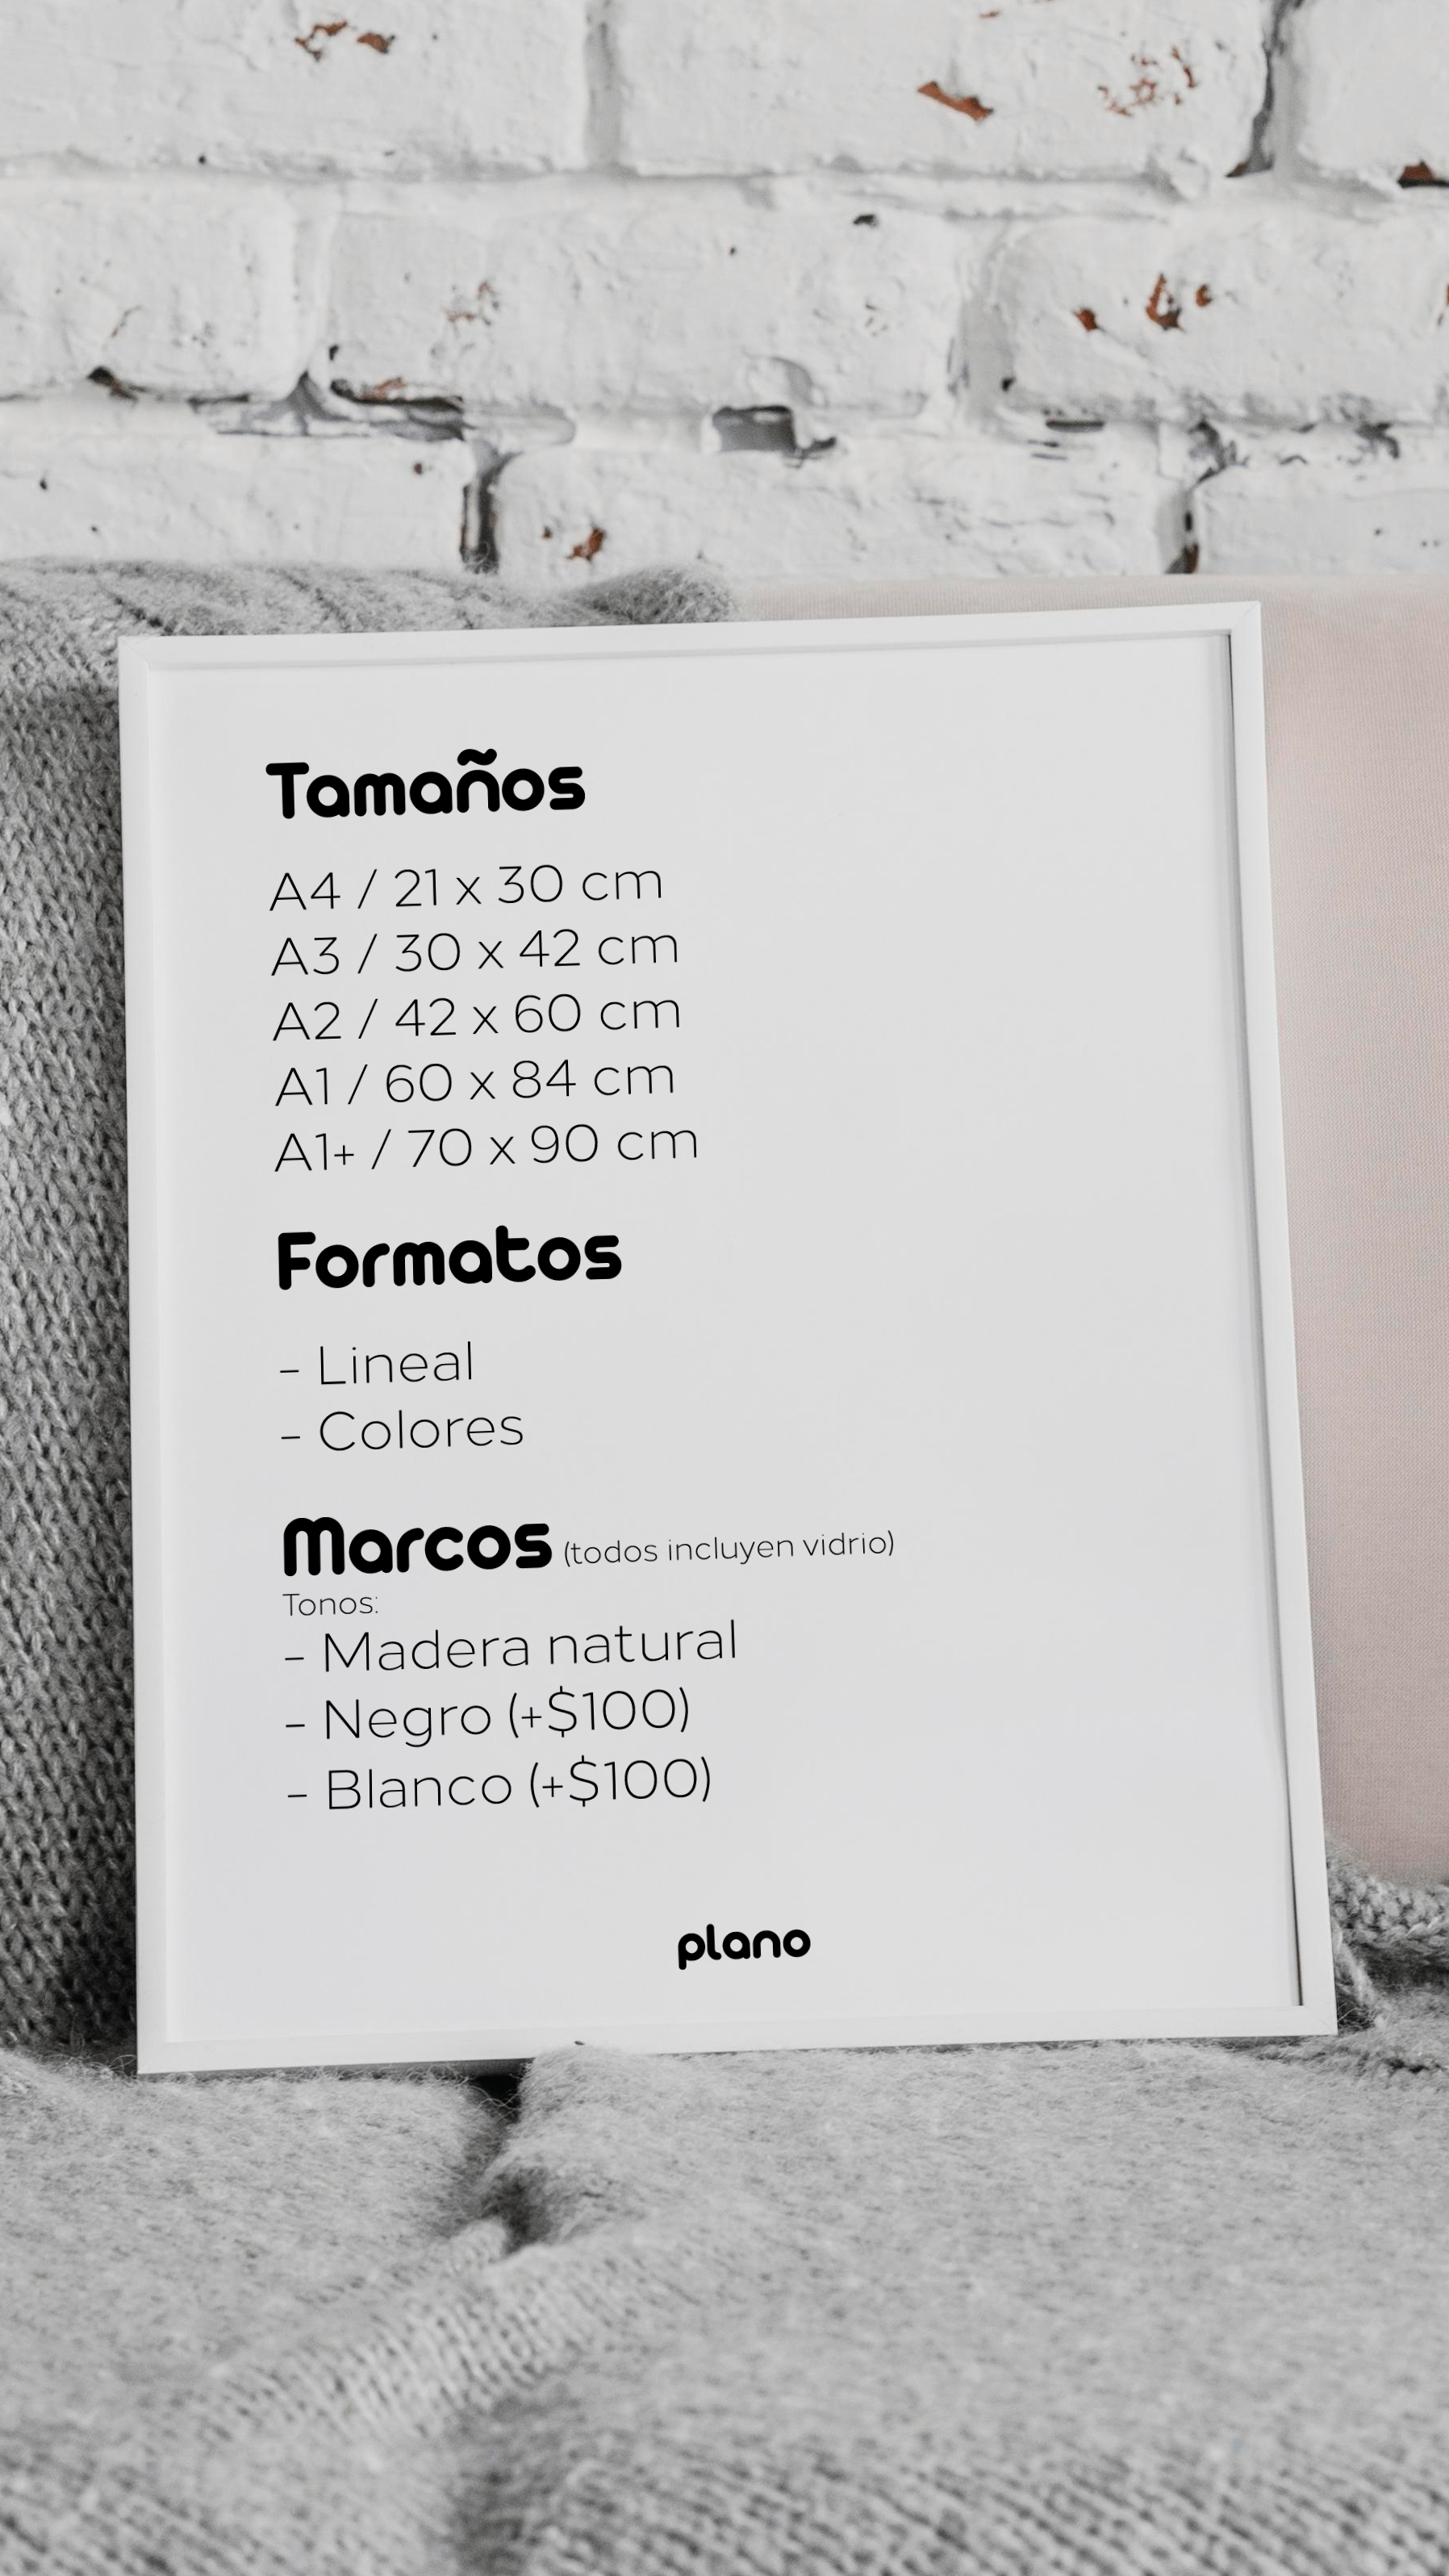 Tamaños
A4 / 21 x 30 cm
A3 / 30 x 42 cm
A2 / 42 x 60 cm
A1 / 60 x 84 cm
A1+ / 70 x 90 cm
Formatos
- Lineal
- Colores
Marcos (todos incluyen vidrio)
Tonos:
- Madera natural
- Negro (+$100)
- Blanco (+$100)
plano